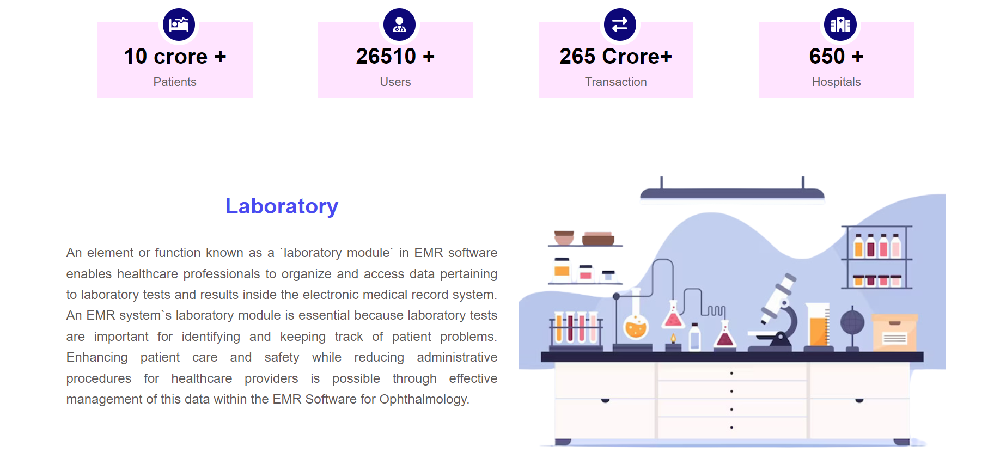 10 crore +
Patients
26510 +
Users
265 Crore+
Transaction
650 +
Hospitals
Laboratory
An element or function known as a `laboratory module` in EMR software
enables healthcare professionals to organize and access data pertaining
to laboratory tests and results inside the electronic medical record system.
An EMR system`s laboratory module is essential because laboratory tests
are important for identifying and keeping track of patient problems.
Enhancing patient care and safety while reducing administrative
procedures for healthcare providers is possible through effective
management of this data within the EMR Software for Ophthalmology.